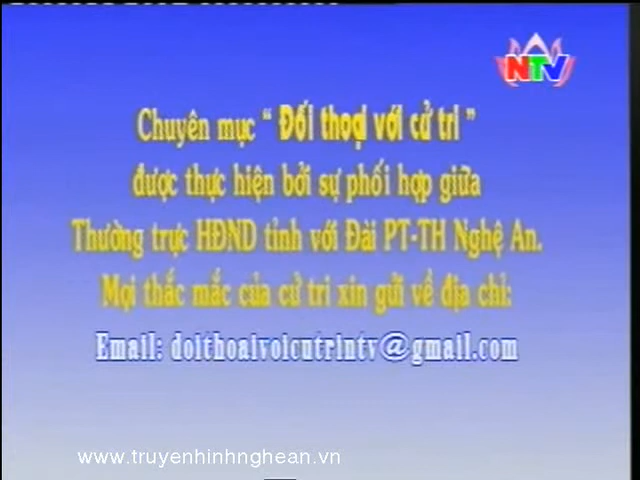 NTV
Chuyên mục “ Đối thoại với cử tri ”
được thực hiện bởi sự phối hợp giữa
Thường trực HĐND tỉnh với Đài PT-TH Nghệ An.
Mọi thắc mắc của cử tri xin gửi về địa chỉ:
Email: doithoaivoicutrintv@gmail.com
www.truyenhinhnghean.vn